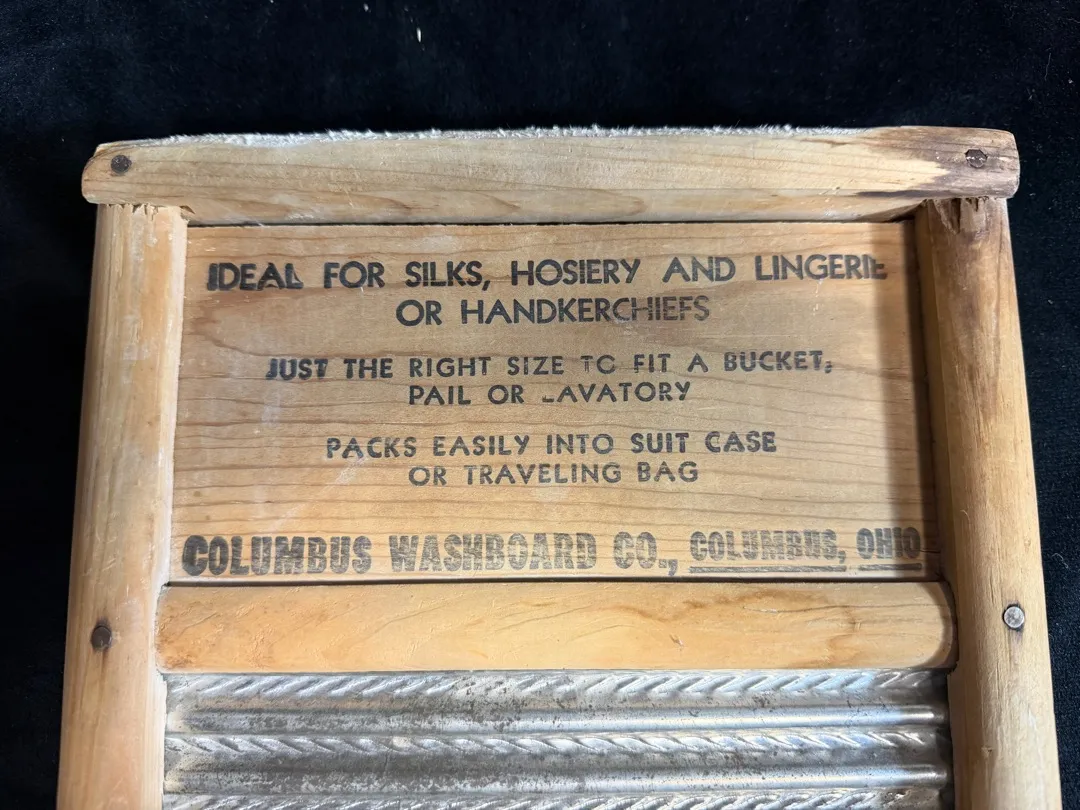 IDEAL FOR SILKS, HOSIERY AND LINGERIE
OR HANDKERCHIEFS
JUST THE RIGHT SIZE TO FIT A BUCKET,
PAIL OR LAVATORY
PACKS EASILY INTO SUIT CASE
OR TRAVELING BAG
COLUMBUS WASHBOARD CO., COLUMBUS, OHIO